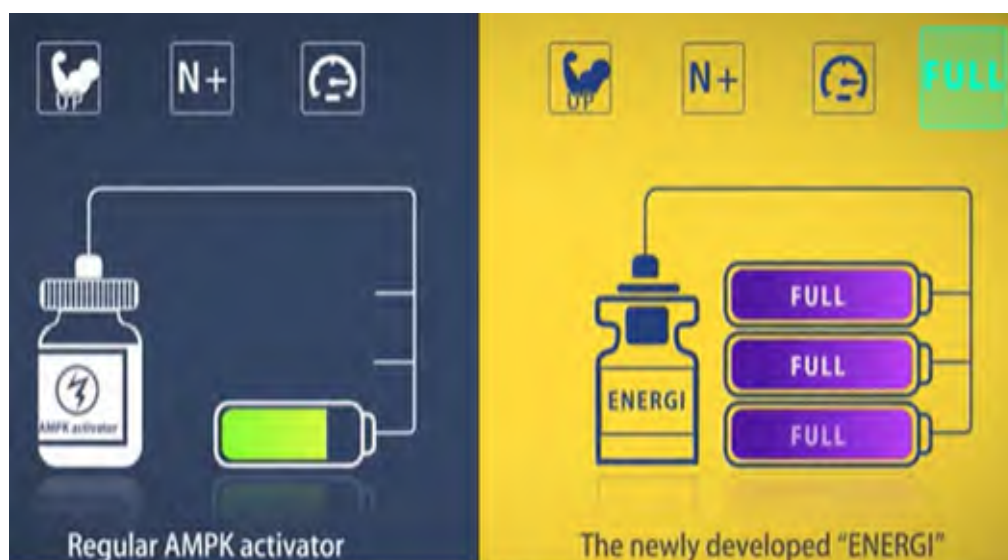 UP
N+
UP
N+
FULL
FULL
FULL
FULL
ENERGI
AMPK activator
Regular AMPK activator
The newly developed “ENERGI”